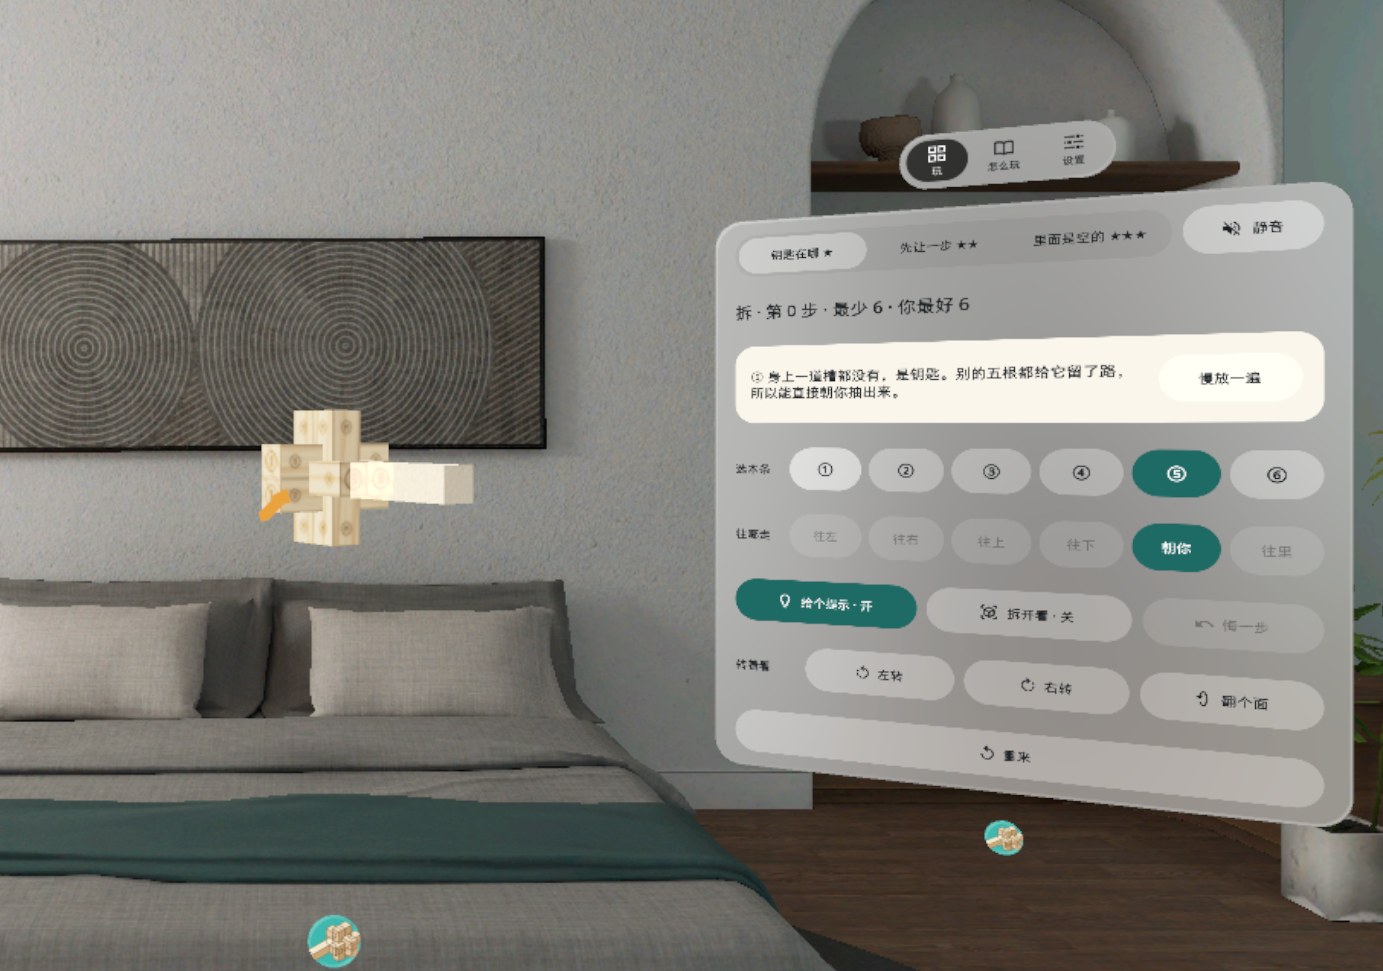 玩
怎么玩
设置
钥匙在哪 ★
先让一步 ★★
里面是空的 ★★★
静音
拆 · 第 0 步 · 最少 6 · 你最好 6
⑤ 身上一道槽都没有，是钥匙。别的五根都给它留了路，
所以能直接朝你抽出来。
慢放一遍
选木条
① ② ③ ④ ⑤ ⑥
往哪走
往左 往右 往上 往下 朝你 往里
给个提示 · 开
拆开看 · 关
悔一步
转着看
左转
右转
翻个面
重来